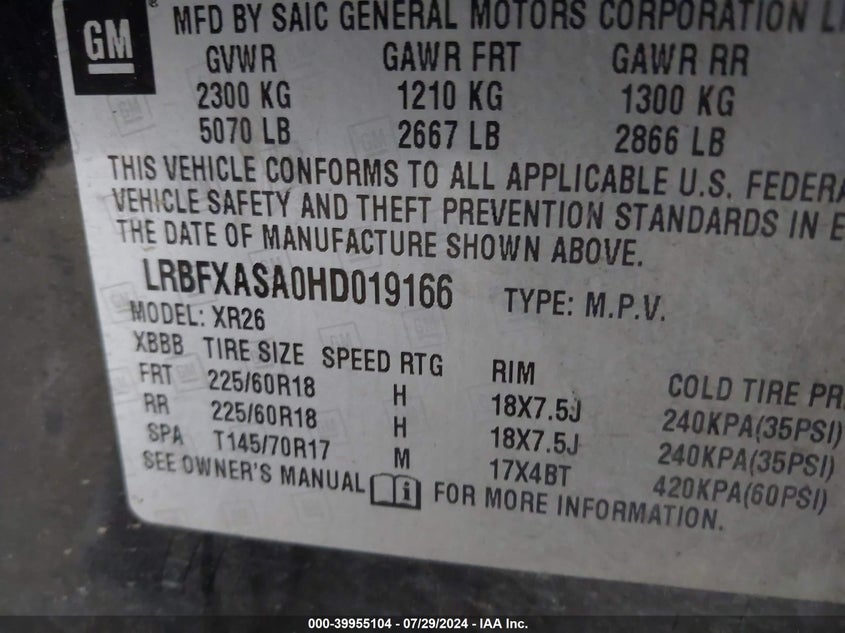 GM
®
MFD BY SAIC GENERAL MOTORS CORPORATION
GVWR GAWR FRT GAWR RR
2300 KG 1210 KG 1300 KG
5070 LB 2667 LB 2866 LB
THIS VEHICLE CONFORMS TO ALL APPLICABLE U.S. FEDERA
VEHICLE SAFETY AND THEFT PREVENTION STANDARDS IN E
THE DATE OF MANUFACTURE SHOWN ABOVE.
LRBFXASA0HD019166 TYPE: M.P.V.
MODEL: XR26
XBBB TIRE SIZE SPEED RTG RIM COLD TIRE PR
FRT 225/60R18 H 18X7.5J 240KPA(35PSI)
RR 225/60R18 H 18X7.5J 240KPA(35PSI)
SPA T145/70R17 M 17X4BT 420KPA(60PSI)
SEE OWNER'S MANUAL i FOR MORE INFORMATION.
000-39955104 - 07/29/2024 - IAA Inc.